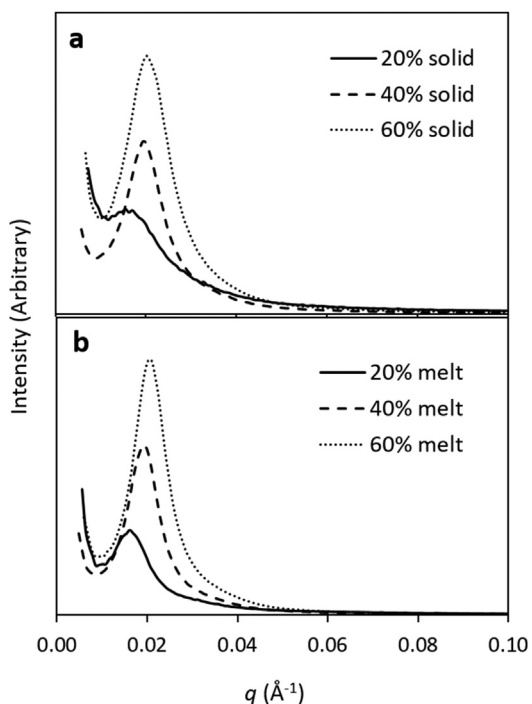 a
20% solid
40% solid
60% solid
Intensity (Arbitrary)
b
20% melt
40% melt
60% melt
0.00 0.02 0.04 0.06 0.08 0.10
q (Å⁻¹)